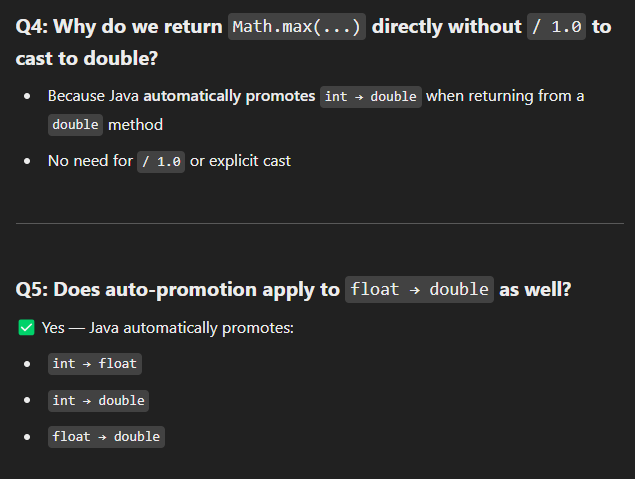 Q4: Why do we return Math.max(...) directly without / 1.0 to
cast to double?
Because Java automatically promotes int → double when returning from a
double method
No need for / 1.0 or explicit cast
Q5: Does auto-promotion apply to float → double as well?
✅ Yes — Java automatically promotes:
int → float
int → double
float → double